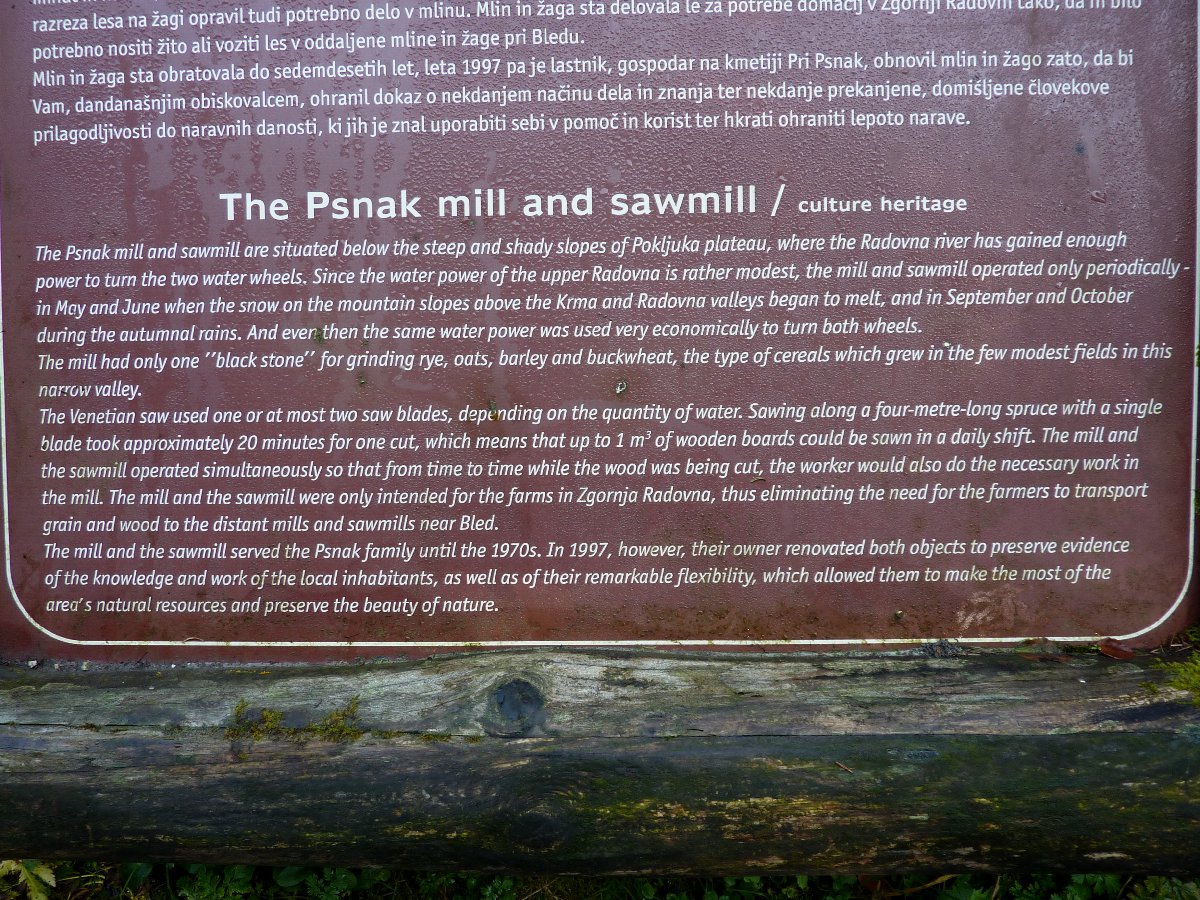 razreza lesa na žagi opravil tudi potrebno delo v mlinu. Mlin in žaga sta delovala le za potrebe domačij v Zgornji Radovni tako, da ni bilo
potrebno nositi žito ali voziti les v oddaljene mline in žage pri Bledu.
Mlin in žaga sta obratovala do sedemdesetih let, leta 1997 pa je lastnik, gospodar na kmetiji Pri Psnak, obnovil mlin in žago zato, da bi
Vam, dandanašnjim obiskovalcem, ohranil dokaz o nekdanjem načinu dela in znanja ter nekdanje prekanjene, domišljene človekove
prilagodljivosti do naravnih danosti, ki jih je znal uporabiti sebi v pomoč in korist ter hkrati ohraniti lepoto narave.
The Psnak mill and sawmill / culture heritage
The Psnak mill and sawmill are situated below the steep and shady slopes of Pokljuka plateau, where the Radovna river has gained enough
power to turn the two water wheels. Since the water power of the upper Radovna is rather modest, the mill and sawmill operated only periodically -
in May and June when the snow on the mountain slopes above the Krma and Radovna valleys began to melt, and in September and October
during the autumnal rains. And even then the same water power was used very economically to turn both wheels.
The mill had only one ''black stone'' for grinding rye, oats, barley and buckwheat, the type of cereals which grew in the few modest fields in this
narrow valley.
The Venetian saw used one or at most two saw blades, depending on the quantity of water. Sawing along a four-metre-long spruce with a single
blade took approximately 20 minutes for one cut, which means that up to 1 m³ of wooden boards could be sawn in a daily shift. The mill and
the sawmill operated simultaneously so that from time to time while the wood was being cut, the worker would also do the necessary work in
the mill. The mill and the sawmill were only intended for the farms in Zgornja Radovna, thus eliminating the need for the farmers to transport
grain and wood to the distant mills and sawmills near Bled.
The mill and the sawmill served the Psnak family until the 1970s. In 1997, however, their owner renovated both objects to preserve evidence
of the knowledge and work of the local inhabitants, as well as of their remarkable flexibility, which allowed them to make the most of the
area's natural resources and preserve the beauty of nature.